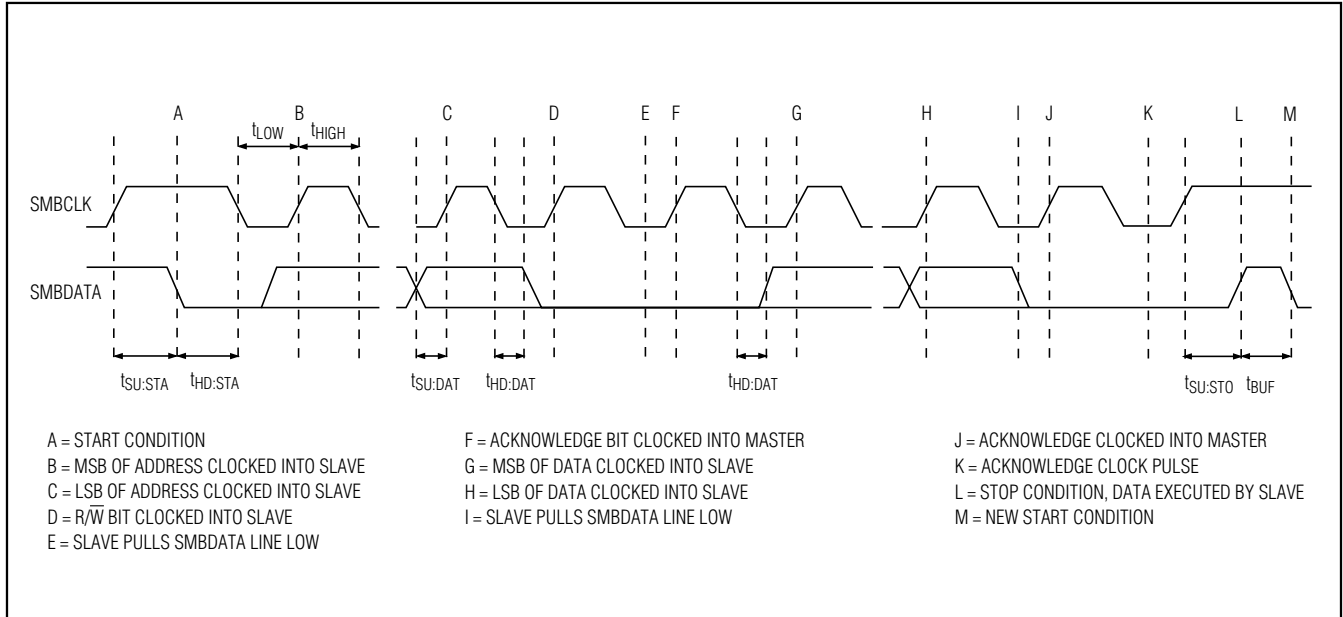 A B C D E F G H I J K L M
tLOW tHIGH
SMBCLK
SMBDATA
tSU:STA tHD:STA tSU:DAT tHD:DAT tHD:DAT tSU:STO tBUF
A = START CONDITION
B = MSB OF ADDRESS CLOCKED INTO SLAVE
C = LSB OF ADDRESS CLOCKED INTO SLAVE
D = R/W̅ BIT CLOCKED INTO SLAVE
E = SLAVE PULLS SMBDATA LINE LOW
F = ACKNOWLEDGE BIT CLOCKED INTO MASTER
G = MSB OF DATA CLOCKED INTO SLAVE
H = LSB OF DATA CLOCKED INTO SLAVE
I = SLAVE PULLS SMBDATA LINE LOW
J = ACKNOWLEDGE CLOCKED INTO MASTER
K = ACKNOWLEDGE CLOCK PULSE
L = STOP CONDITION, DATA EXECUTED BY SLAVE
M = NEW START CONDITION